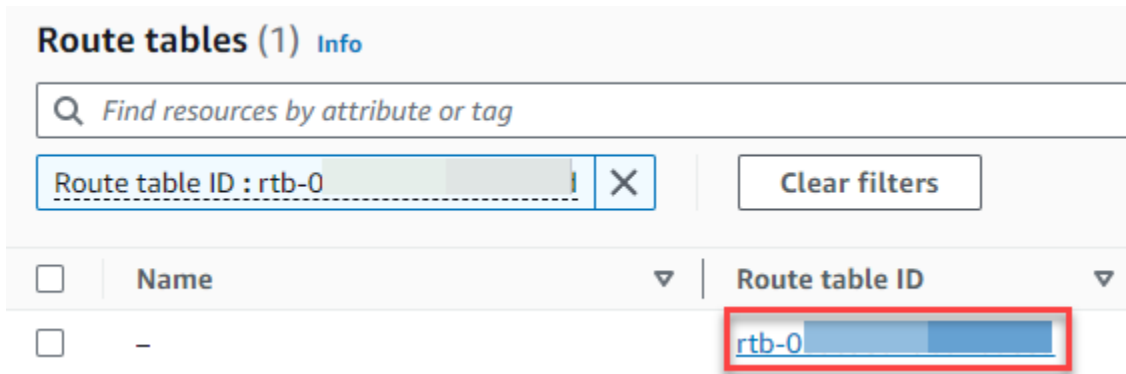 Route tables (1) Info
Find resources by attribute or tag
Route table ID : rtb-0
Clear filters
Name Route table ID
– rtb-0